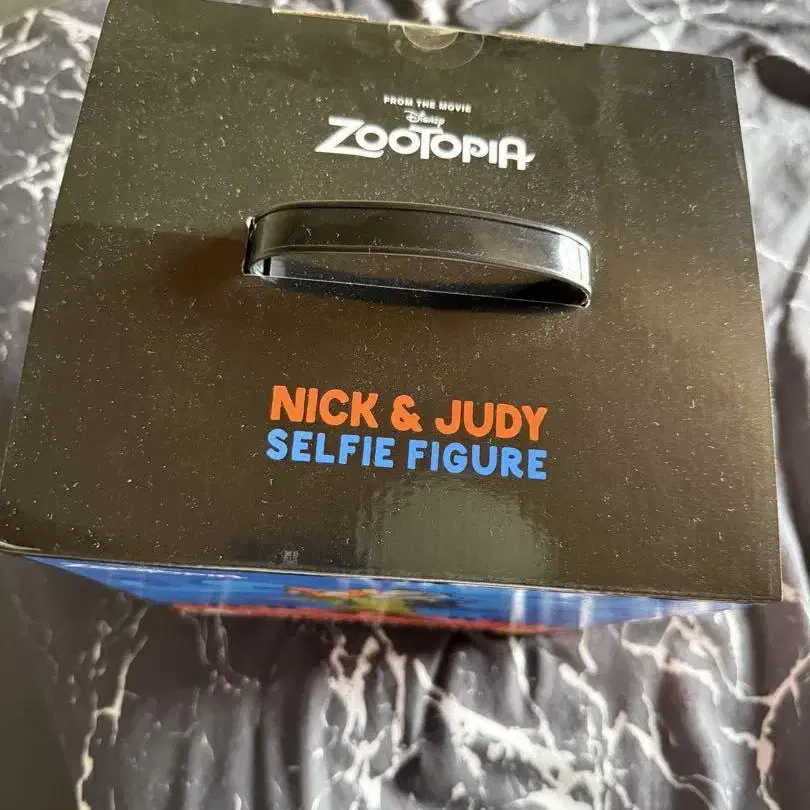 FROM THE MOVIE
Disney
ZOOTOPIA
NICK & JUDY
SELFIE FIGURE